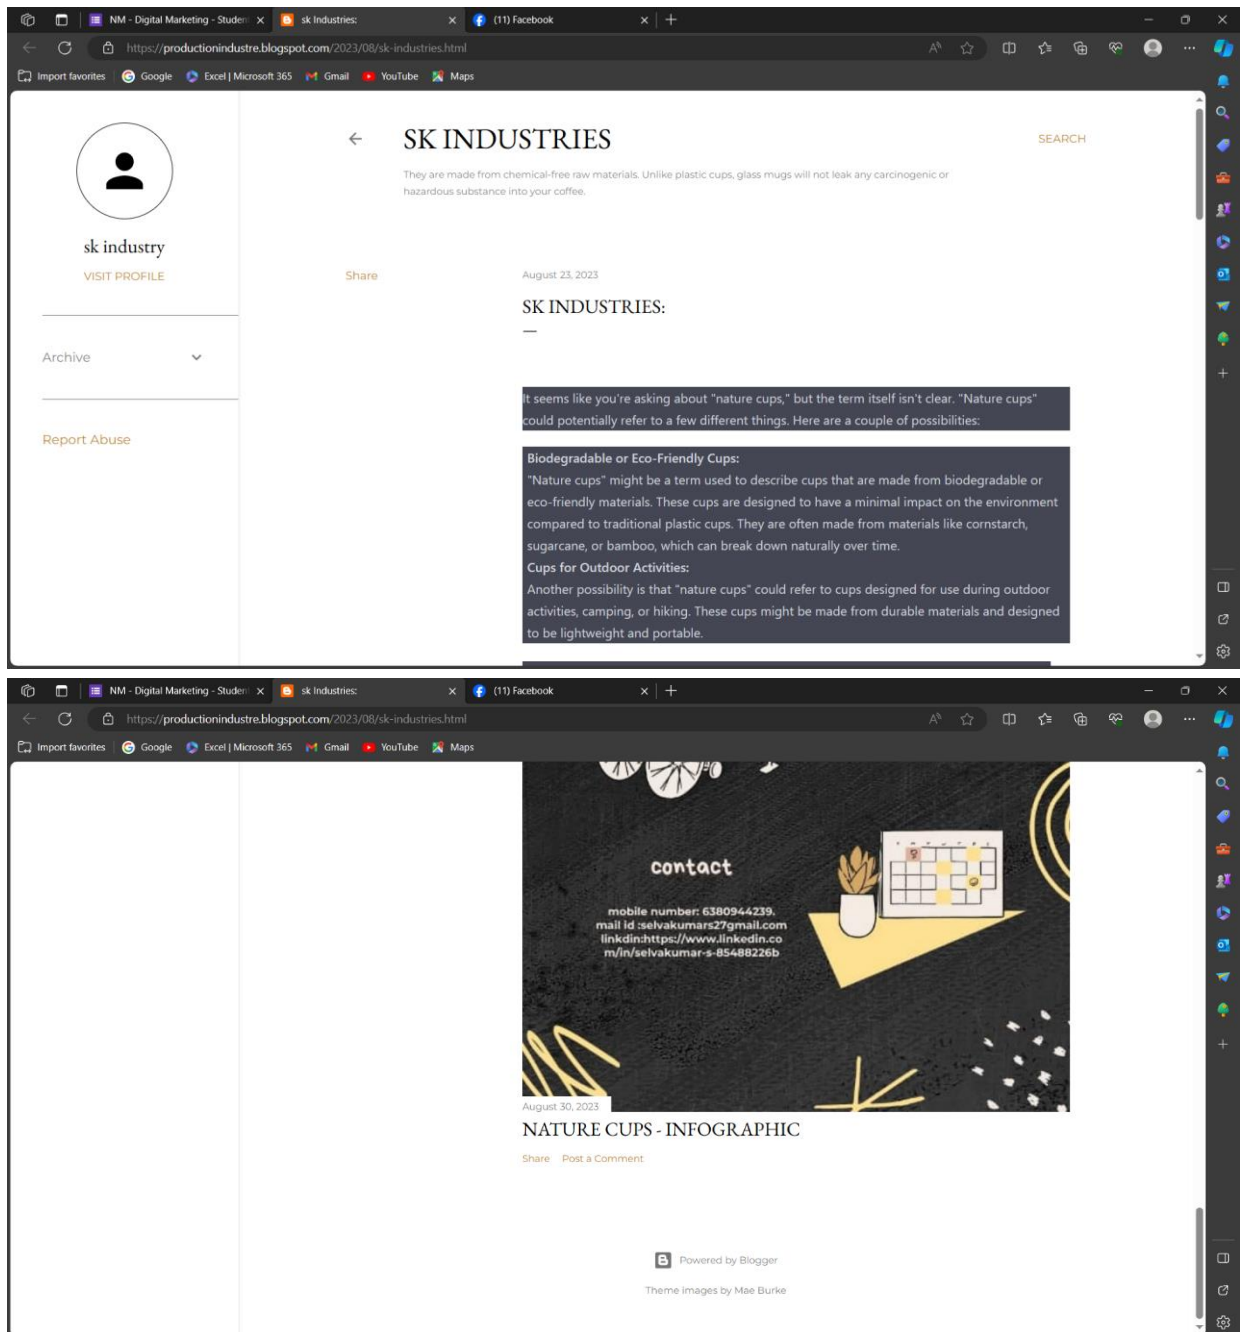 NM - Digital Marketing - Studen
sk Industries:
(11) Facebook
https://productionindustre.blogspot.com/2023/08/sk-industries.html
Import favorites
Google
Excel | Microsoft 365
Gmail
YouTube
Maps
SK INDUSTRIES
SEARCH
They are made from chemical-free raw materials. Unlike plastic cups, glass mugs will not leak any carcinogenic or
hazardous substance into your coffee.
sk industry
VISIT PROFILE
Archive
Report Abuse
Share
August 23, 2023
SK INDUSTRIES:
It seems like you're asking about "nature cups," but the term itself isn't clear. "Nature cups"
could potentially refer to a few different things. Here are a couple of possibilities:
Biodegradable or Eco-Friendly Cups:
"Nature cups" might be a term used to describe cups that are made from biodegradable or
eco-friendly materials. These cups are designed to have a minimal impact on the environment
compared to traditional plastic cups. They are often made from materials like cornstarch,
sugarcane, or bamboo, which can break down naturally over time.
Cups for Outdoor Activities:
Another possibility is that "nature cups" could refer to cups designed for use during outdoor
activities, camping, or hiking. These cups might be made from durable materials and designed
to be lightweight and portable.
NM - Digital Marketing - Studen
sk Industries:
(11) Facebook
https://productionindustre.blogspot.com/2023/08/sk-industries.html
Import favorites
Google
Excel | Microsoft 365
Gmail
YouTube
Maps
contact
mobile number: 6380944239.
mail id :selvakumars27gmail.com
linkdin:https://www.linkedin.co
m/in/selvakumar-s-85488226b
August 30, 2023
NATURE CUPS - INFOGRAPHIC
Share
Post a Comment
Powered by Blogger
Theme images by Mae Burke